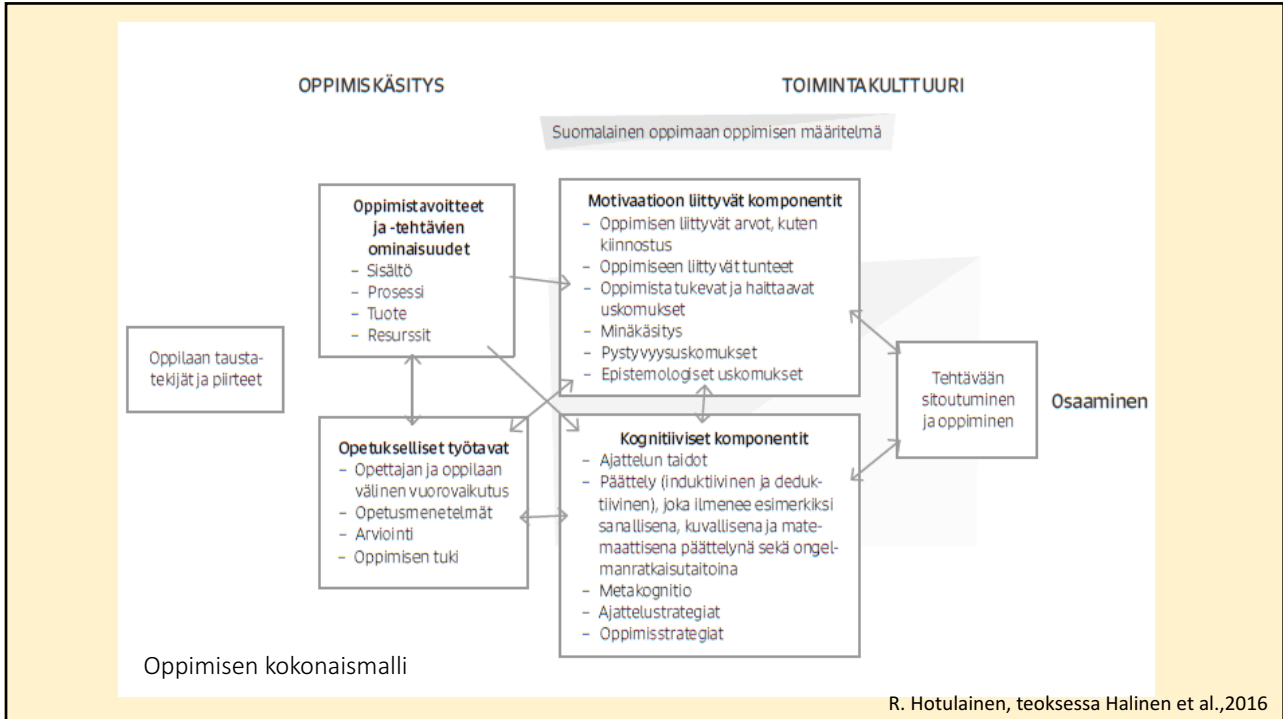 OPPIMISKÄSITYS
TOIMINTAKULTTUURI
Suomalainen oppimaan oppimisen määritelmä
Oppilaan tausta-
tekijät ja piirteet
Oppimistavoitteet
ja -tehtävien
ominaisuudet
– Sisältö
– Prosessi
– Tuote
– Resurssit
Opetukselliset työtavat
– Opettajan ja oppilaan
välinen vuorovaikutus
– Opetusmenetelmät
– Arviointi
– Oppimisen tuki
Motivaatioon liittyvät komponentit
– Oppimisen liittyvät arvot, kuten
kiinnostus
– Oppimiseen liittyvät tunteet
– Oppimista tukevat ja haittaavat
uskomukset
– Minäkäsitys
– Pystyvyysuskomukset
– Epistemologiset uskomukset
Kognitiiviset komponentit
– Ajattelun taidot
– Päättely (induktiivinen ja deduk-
tiivinen), joka ilmenee esimerkiksi
sanallisena, kuvallisena ja mate-
maattisena päättelynä sekä ongel-
manratkaisutaitoina
– Metakognitio
– Ajattelustrategiat
– Oppimisstrategiat
Tehtävään
sitoutuminen
ja oppiminen
Osaaminen
Oppimisen kokonaismalli
R. Hotulainen, teoksessa Halinen et al.,2016